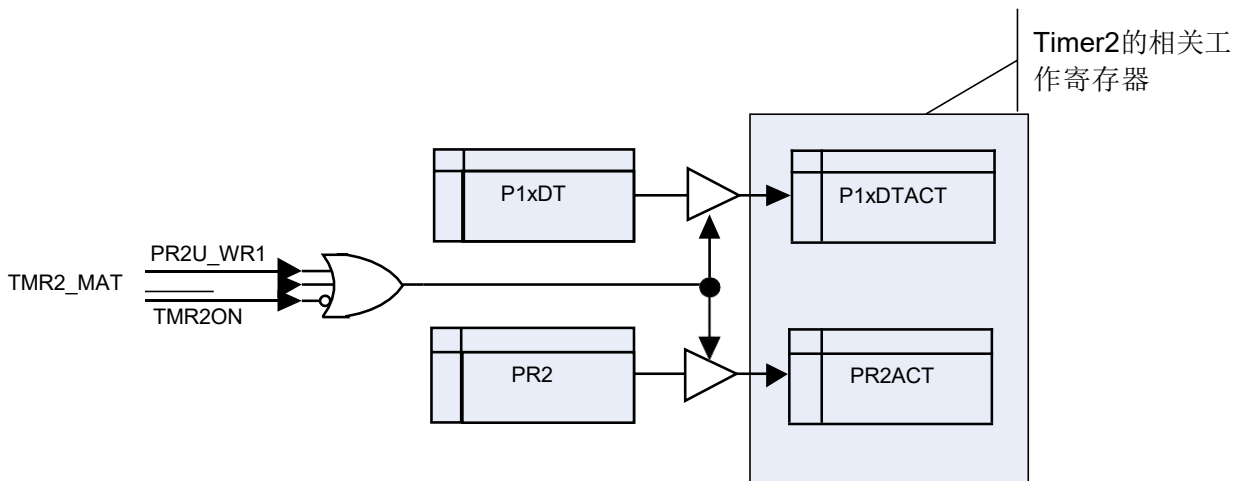 Timer2的相关工
作寄存器
P1xDT
P1xDTACT
PR2U_WR1
TMR2_MAT
TMR2ON
PR2
PR2ACT